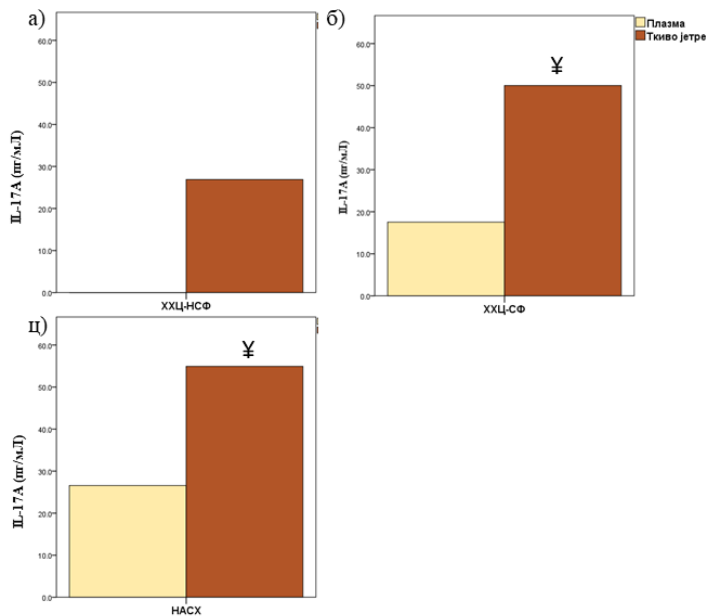 а)
60.0
50.0
40.0
30.0
20.0
10.0
0.0
IL-17A (пг/мЛ)
ХХЦ-НСФ
б)
¥
60.0
50.0
40.0
30.0
20.0
10.0
0.0
IL-17A (пг/мЛ)
ХХЦ-СФ
Плазма
Ткиво јетре
ц)
¥
60.0
50.0
40.0
30.0
20.0
10.0
0.0
IL-17A (пг/мЛ)
НАСХ